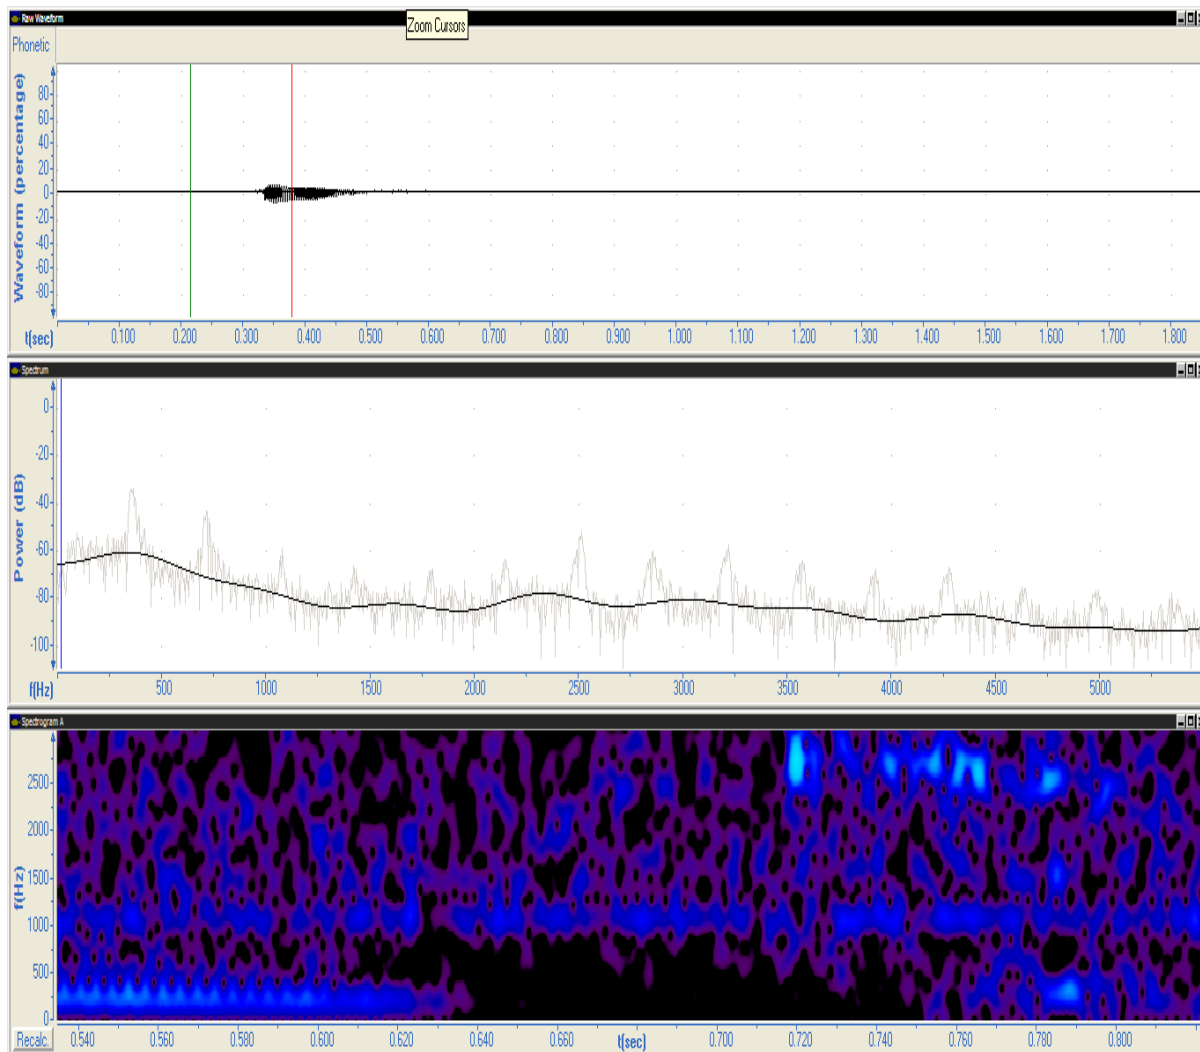 Raw Waveform
Zoom Cursors
Phonetic
Waveform (percentage)
80
60
40
20
0
-20
-40
-60
-80
t(sec) 0.100 0.200 0.300 0.400 0.500 0.600 0.700 0.800 0.900 1.000 1.100 1.200 1.300 1.400 1.500 1.600 1.700 1.800
Spectrum
Power (dB)
0
-20
-40
-60
-80
-100
f(Hz) 500 1000 1500 2000 2500 3000 3500 4000 4500 5000
Spectrogram A
f(Hz)
2500
2000
1500
1000
500
0
Recalc. 0.540 0.560 0.580 0.600 0.620 0.640 0.660 t(sec) 0.700 0.720 0.740 0.760 0.780 0.800